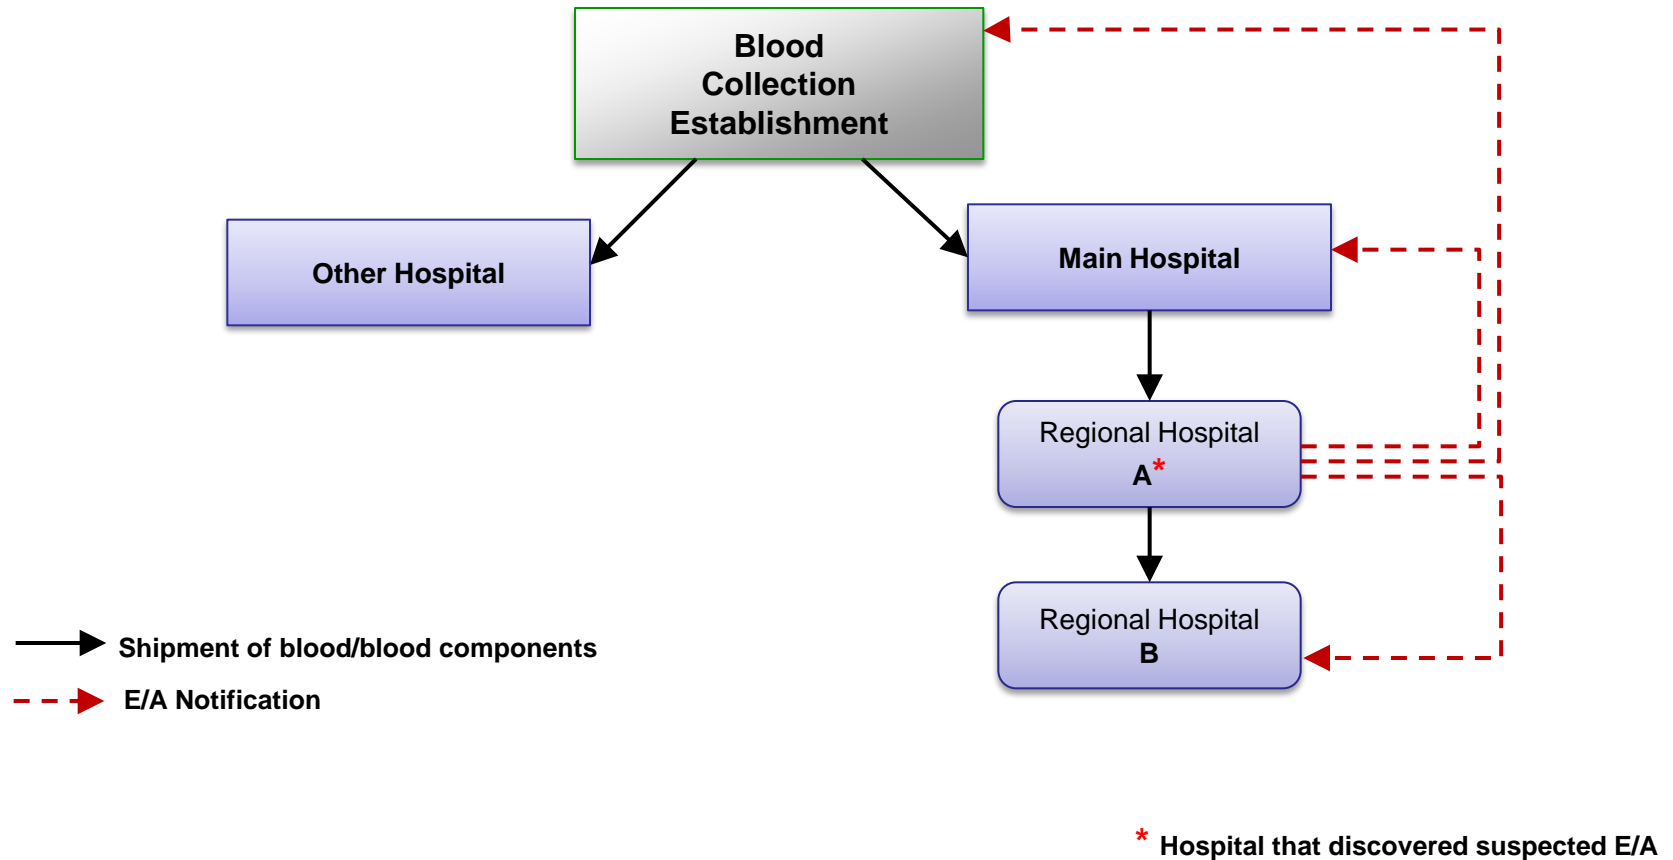 Blood
Collection
Establishment
Other Hospital
Main Hospital
Regional Hospital
A*
Regional Hospital
B
Shipment of blood/blood components
E/A Notification
* Hospital that discovered suspected E/A